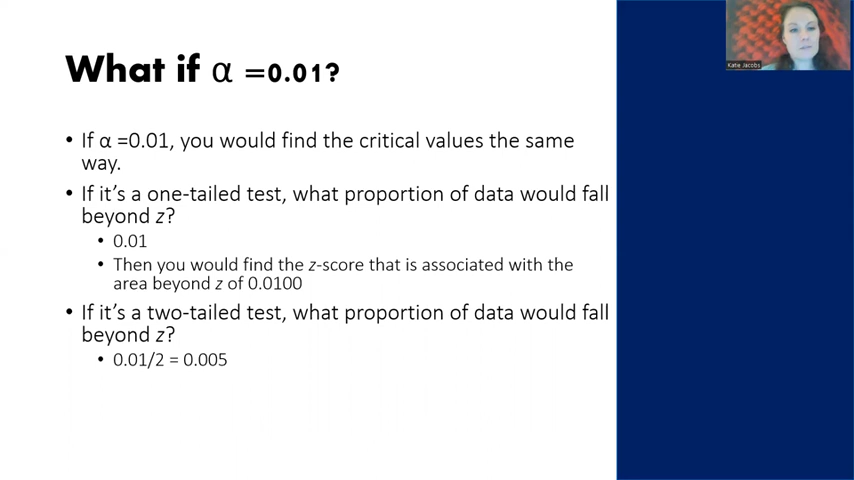 What if α =0.01?
Katie Jacobs
• If α =0.01, you would find the critical values the same
way.
• If it's a one-tailed test, what proportion of data would fall
beyond z?
• 0.01
• Then you would find the z-score that is associated with the
area beyond z of 0.0100
• If it's a two-tailed test, what proportion of data would fall
beyond z?
• 0.01/2 = 0.005